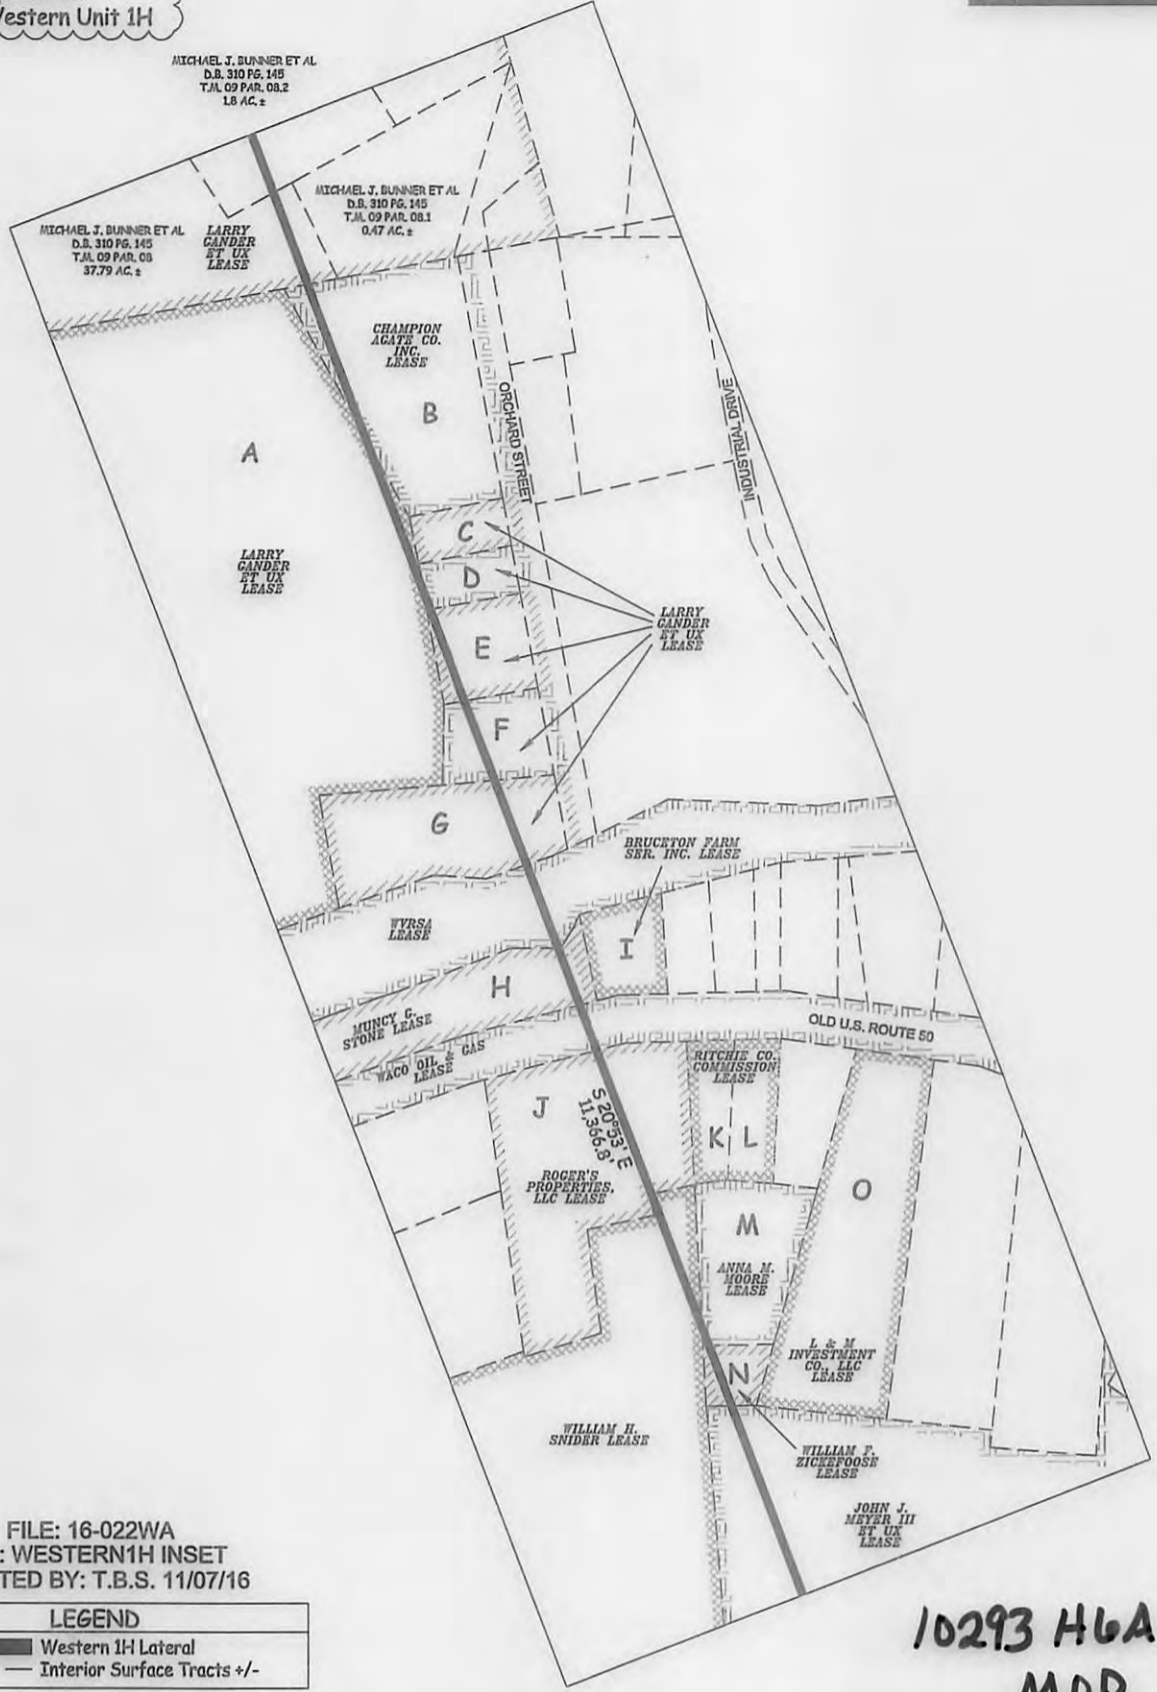 Western Unit 1H
MICHAEL J. BUNNER ET AL
D.B. 310 PG. 145
T.M. 09 PAR. 08.2
1.8 AC. ±
MICHAEL J. BUNNER ET AL
D.B. 310 PG. 145
T.M. 09 PAR. 08.1
0.47 AC. ±
MICHAEL J. BUNNER ET AL
D.B. 310 PG. 145
T.M. 09 PAR. 08
37.79 AC. ±
LARRY
GANDER
ET UX
LEASE
CHAMPION
AGATE CO.
INC.
LEASE
B
ORCHARD STREET
INDUSTRIAL DRIVE
A
LARRY
GANDER
ET UX
LEASE
C
D
E
F
LARRY
GANDER
ET UX
LEASE
G
BRUCETON FARM
SER. INC. LEASE
WVRSA
LEASE
I
H
MUNCY G.
STONE LEASE
WACO OIL & GAS
LEASE
OLD U.S. ROUTE 50
RITCHIE CO.
COMMISSION
LEASE
J
S 20°53' E
11,366.8'
K
L
ROGER'S
PROPERTIES,
LLC LEASE
O
M
ANNA M.
MOORE
LEASE
L & M
INVESTMENT
CO., LLC
LEASE
N
WILLIAM H.
SNIDER LEASE
WILLIAM F.
ZICKEFOOSE
LEASE
JOHN J.
MEYER III
ET UX
LEASE
FILE: 16-022WA
: WESTERN1H INSET
TED BY: T.B.S. 11/07/16
LEGEND
Western 1H Lateral
Interior Surface Tracts +/-
10293 H6A
MOD